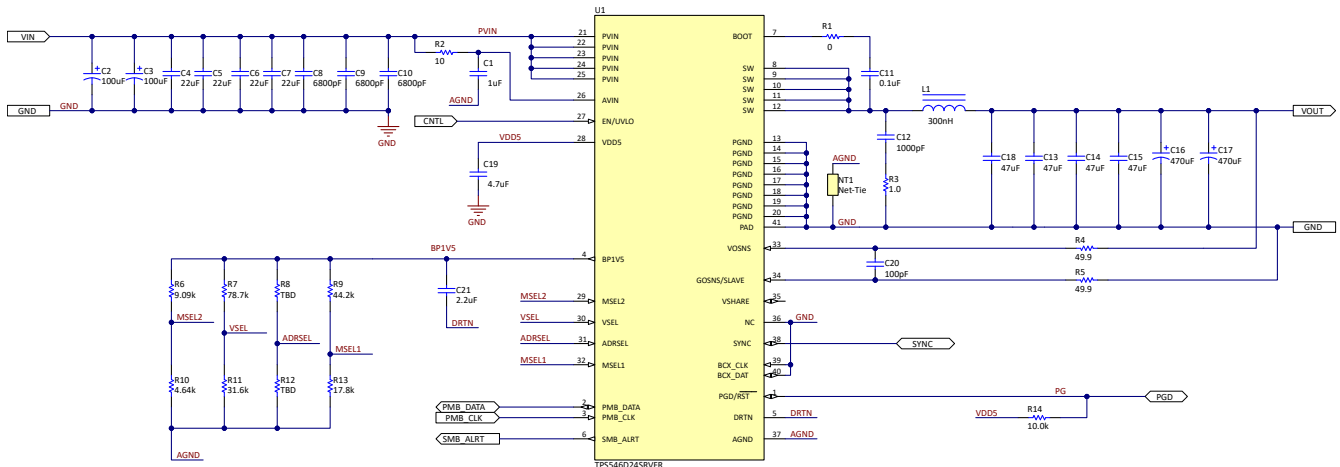 U1
VIN
PVIN
21 PVIN
22 PVIN
23 PVIN
24 PVIN
25 PVIN
26 AVIN
27 EN/UVLO
28 VDD5
4 BP1V5
29 MSEL2
30 VSEL
31 ADRSEL
32 MSEL1
2 PMB_DATA
3 PMB_CLK
6 SMB_ALRT
BOOT 7
SW 8
SW 9
SW 10
SW 11
SW 12
PGND 13
PGND 14
PGND 15
PGND 16
PGND 17
PGND 18
PGND 19
PGND 20
PAD 41
VOSNS 33
GOSNS/SLAVE 34
VSHARE 35
NC 36
SYNC 38
BCX_CLK 39
BCX_DAT 40
PGD/RST 1
DRTN 5
AGND 37
TPS546D24SRVFR
C2
100uF
C3
100uF
C4
22uF
C5
22uF
C6
22uF
C7
22uF
C8
6800pF
C9
6800pF
C10
6800pF
R2
10
C1
1uF
AGND
GND
GND
GND
CNTL
VDD5
C19
4.7uF
GND
BP1V5
C21
2.2uF
DRTN
R6
9.09k
R7
78.7k
R8
TBD
R9
44.2k
MSEL2
VSEL
ADRSEL
MSEL1
R10
4.64k
R11
31.6k
R12
TBD
R13
17.8k
AGND
MSEL2
VSEL
ADRSEL
MSEL1
PMB_DATA
PMB_CLK
SMB_ALRT
R1
0
C11
0.1uF
L1
300nH
VOUT
C12
1000pF
R3
1.0
AGND
NT1
Net-Tie
GND
C18
47uF
C13
47uF
C14
47uF
C15
47uF
C16
470uF
C17
470uF
GND
R4
49.9
C20
100pF
R5
49.9
GND
SYNC
PG
PGD
DRTN
VDD5
R14
10.0k
AGND